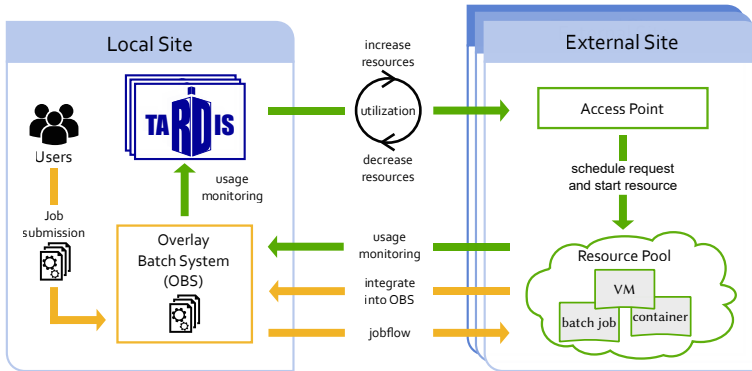 Local Site
External Site
increase
resources
utilization
decrease
resources
TARDIS
Users
usage
monitoring
Job
submission
Overlay
Batch System
(OBS)
Access Point
schedule request
and start resource
usage
monitoring
integrate
into OBS
jobflow
Resource Pool
VM
batch job
container